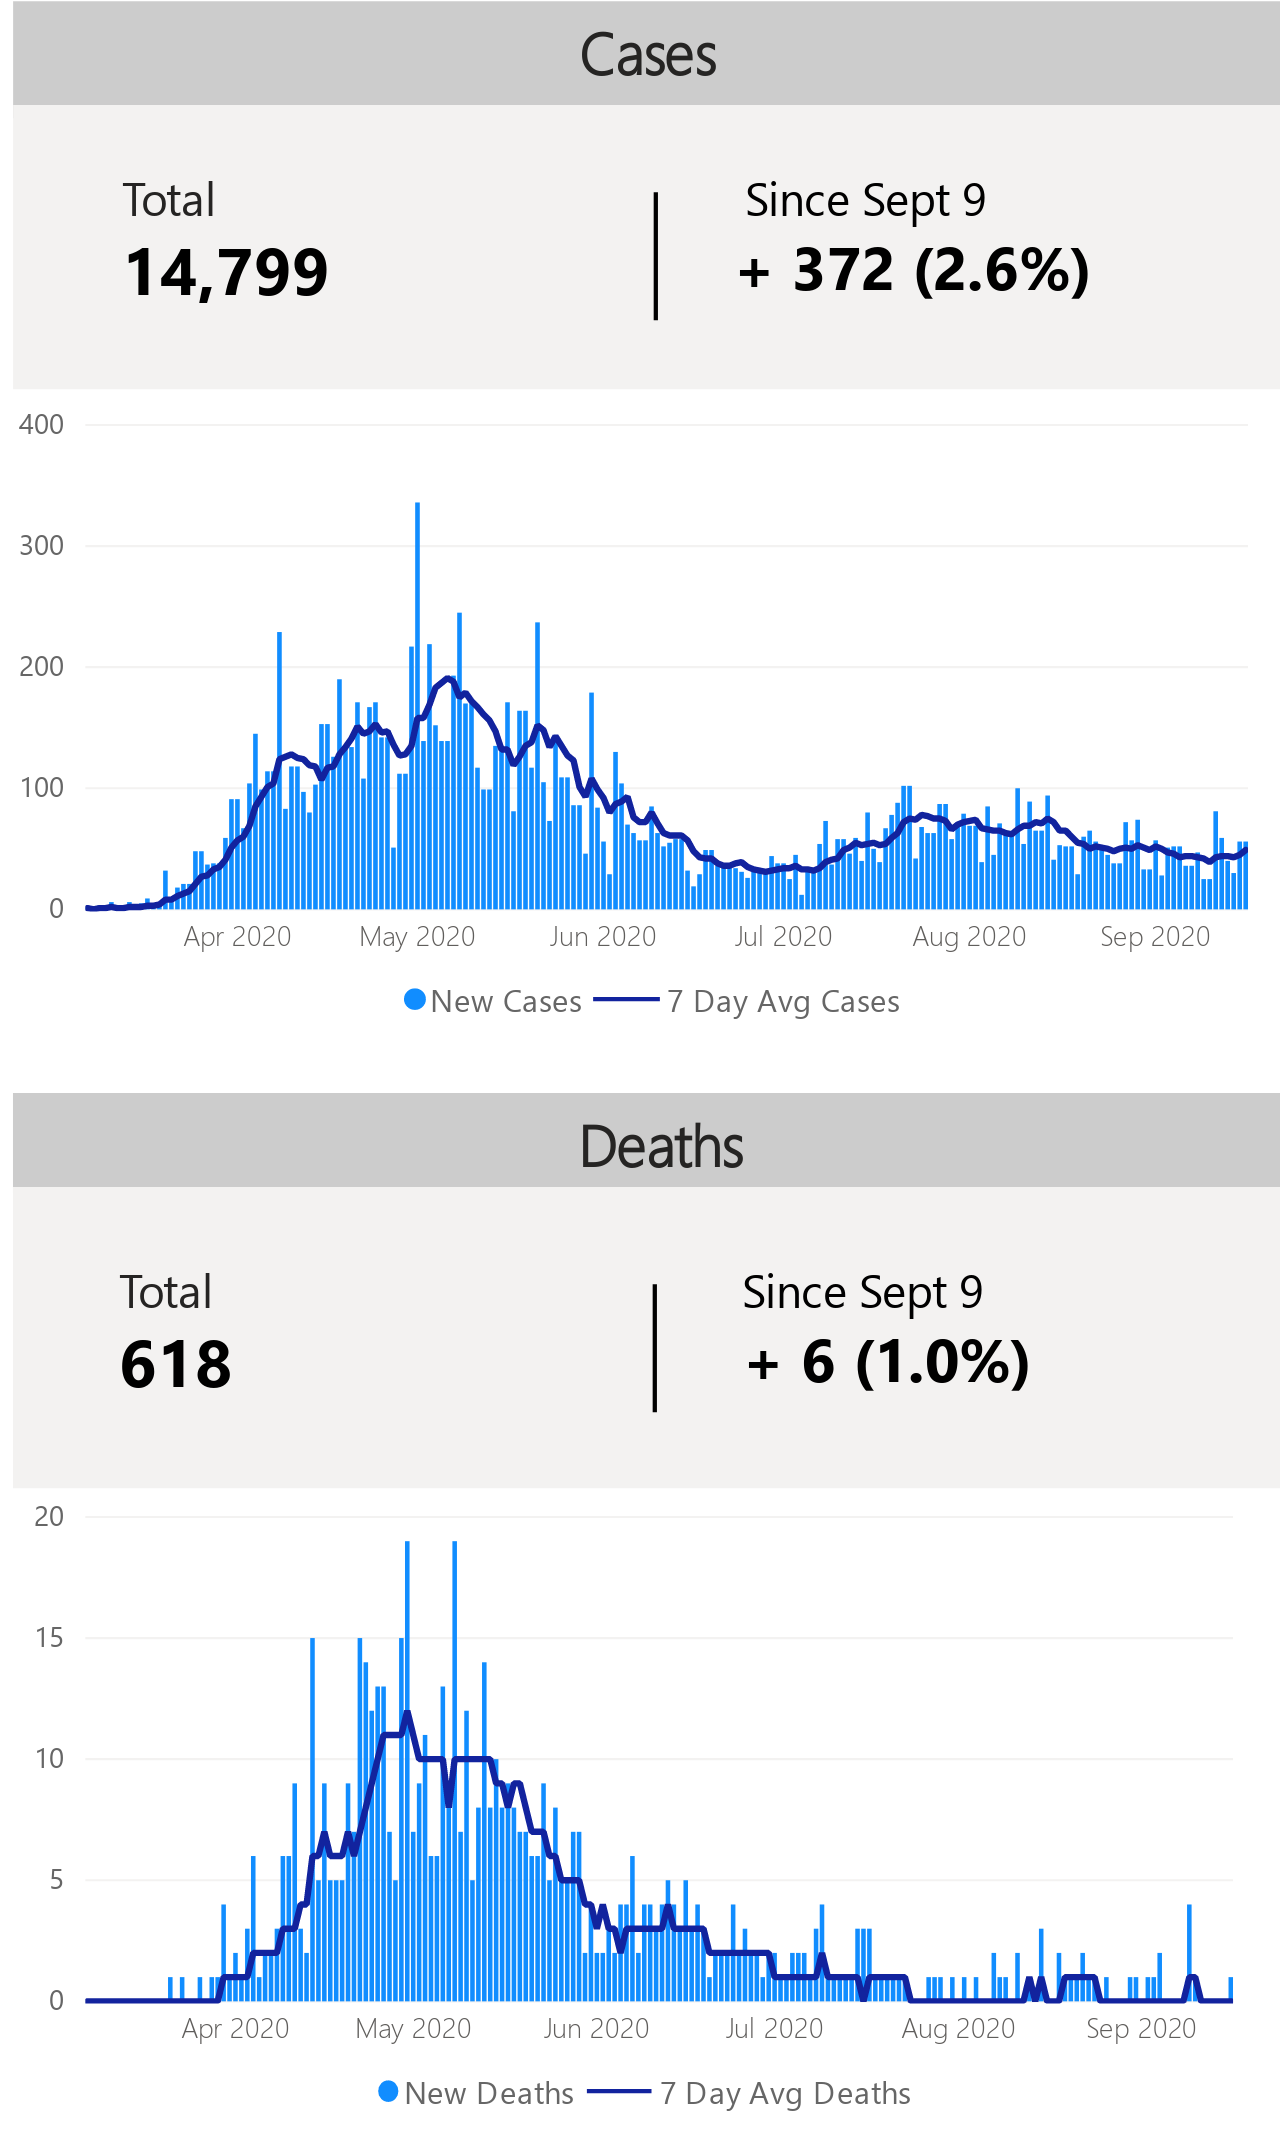 Cases
Total
Since Sept 9
14,799
+ 372 (2.6%)
400
300
200
100
0
Apr 2020
May 2020
Jun 2020
Jul 2020
Aug 2020
Sep 2020
New Cases
7 Day Avg Cases
Deaths
Total
Since Sept 9
618
+ 6 (1.0%)
20
15
10
5
0
Apr 2020
May 2020
Jun 2020
Jul 2020
Aug 2020
Sep 2020
New Deaths
7 Day Avg Deaths